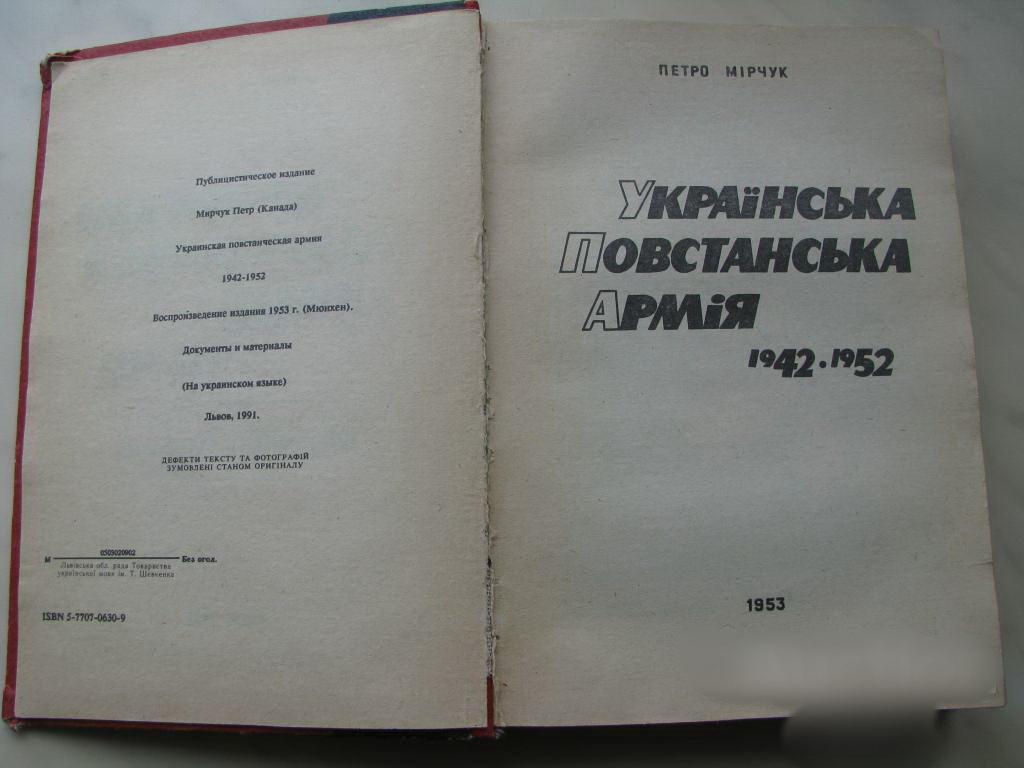 Публицистическое издание
Мирчук Петр (Канада)
Украинская повстанческая армия
1942-1952
Воспроизведение издания 1953 г. (Мюнхен).
Документы и материалы
(На украинском языке)
Львов, 1991.
ДЕФЕКТИ ТЕКСТУ ТА ФОТОГРАФІЙ
ЗУМОВЛЕНІ СТАНОМ ОРИГІНАЛУ
0503020902
М Без огол.
Львівська обл. рада Товариства
української мови ім. Т. Шевченка
ISBN 5-7707-0630-9
ПЕТРО МІРЧУК
УКРАЇНСЬКА
ПОВСТАНСЬКА
АРМІЯ
1942·1952
1953